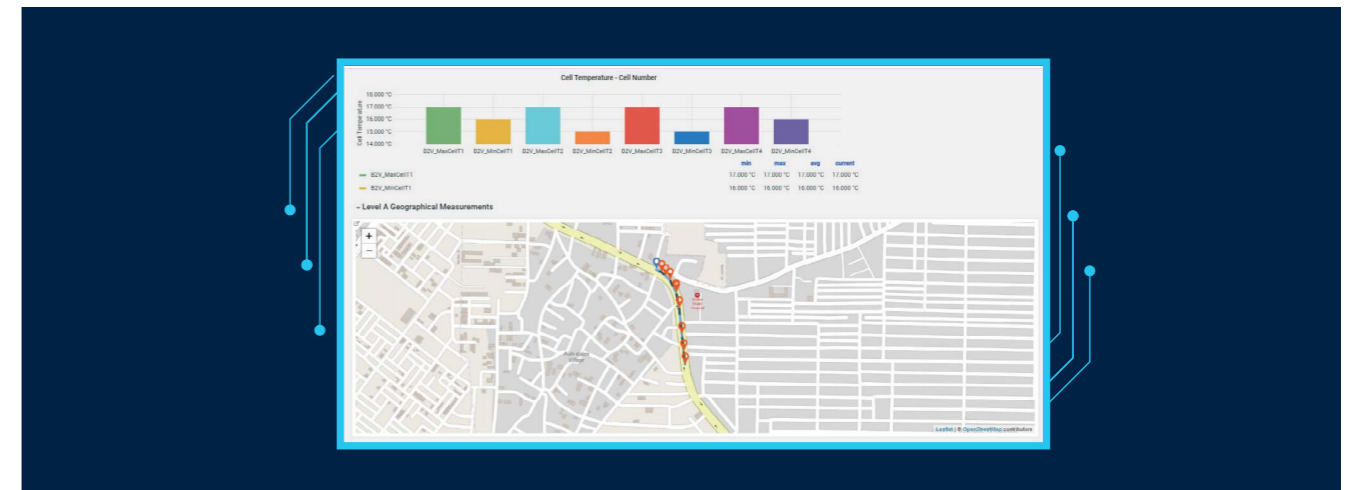 Cell Temperature - Cell Number
Cell Temperature
18.000 °C
17.000 °C
16.000 °C
15.000 °C
14.000 °C
B2V_MaxCellT1 B2V_MinCellT1 B2V_MaxCellT2 B2V_MinCellT2 B2V_MaxCellT3 B2V_MinCellT3 B2V_MaxCellT4 B2V_MinCellT4
min max avg current
B2V_MaxCellT1 17.000 °C 17.000 °C 17.000 °C 17.000 °C
B2V_MinCellT1 16.000 °C 16.000 °C 16.000 °C 16.000 °C
Level A Geographical Measurements
+
−
Village
Leaflet | © OpenStreetMap contributors